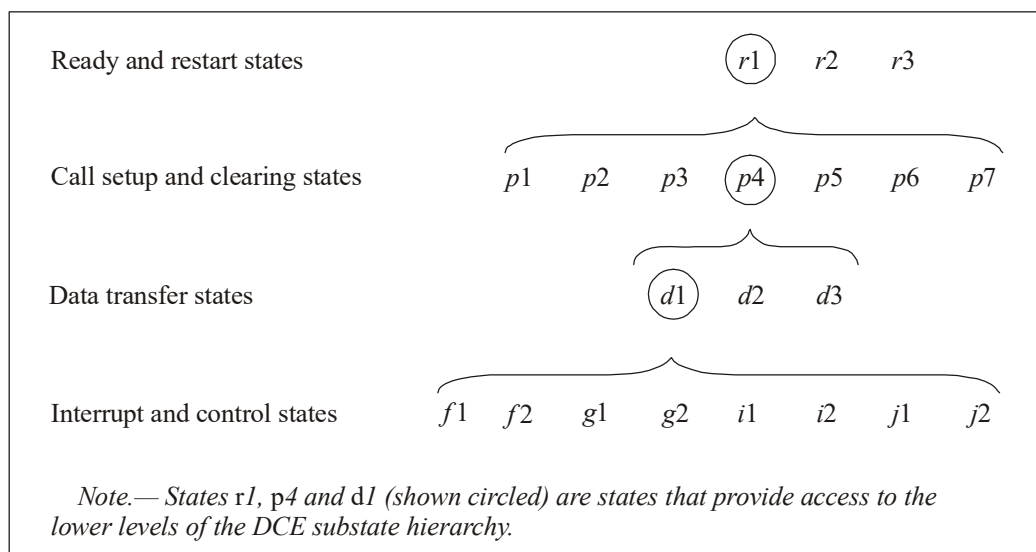 Ready and restart states r1 r2 r3
Call setup and clearing states p1 p2 p3 p4 p5 p6 p7
Data transfer states d1 d2 d3
Interrupt and control states f1 f2 g1 g2 i1 i2 j1 j2
Note.— States r1, p4 and d1 (shown circled) are states that provide access to the
lower levels of the DCE substate hierarchy.